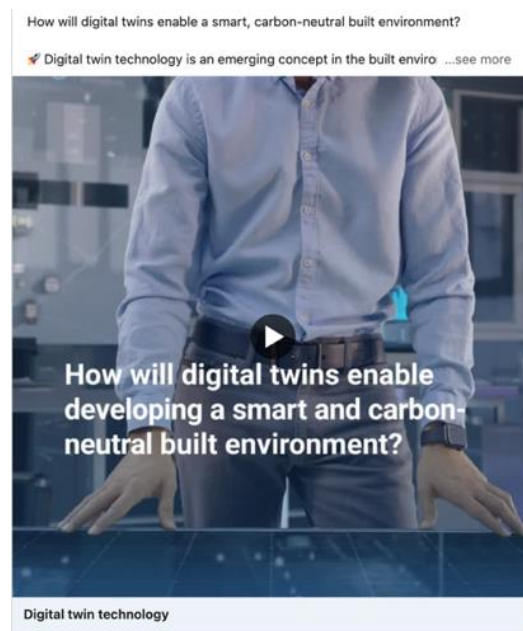 How will digital twins enable a smart, carbon-neutral built environment?
🚀 Digital twin technology is an emerging concept in the built enviro ...see more
How will digital twins enable
developing a smart and carbon-
neutral built environment?
Digital twin technology